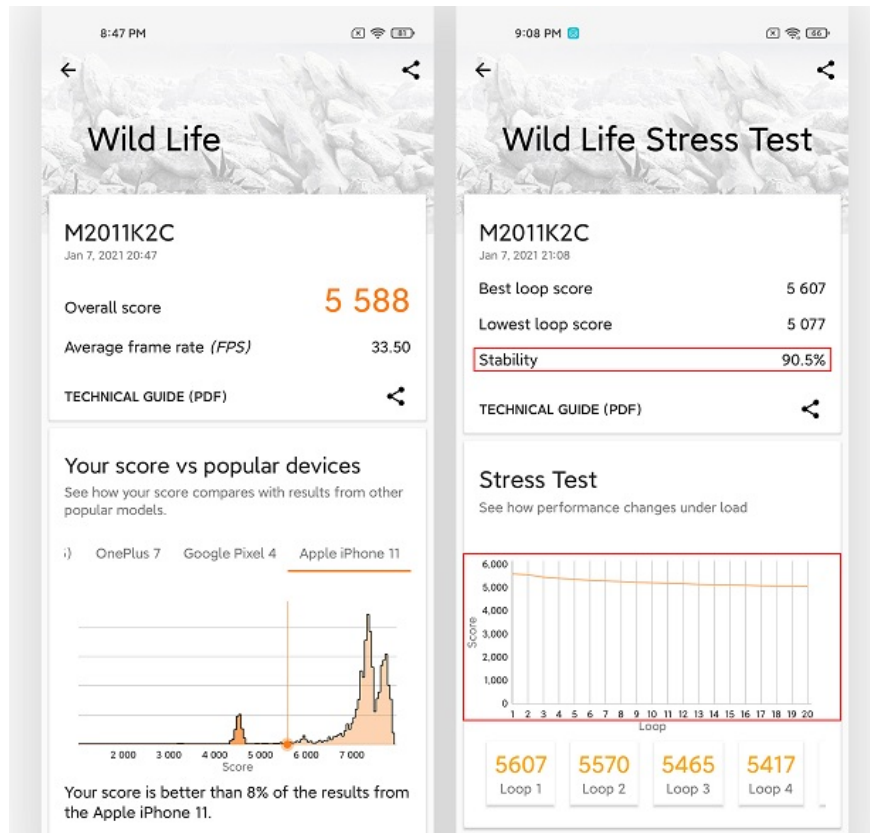 8:47 PM
81
Wild Life
M2011K2C
Jan 7, 2021 20:47
Overall score
5 588
Average frame rate (FPS)
33.50
TECHNICAL GUIDE (PDF)
Your score vs popular devices
See how your score compares with results from other
popular models.
OnePlus 7 Google Pixel 4 Apple iPhone 11
2 000 3 000 4 000 5 000 6 000 7 000
Score
Your score is better than 8% of the results from
the Apple iPhone 11.
9:08 PM
66
Wild Life Stress Test
M2011K2C
Jan 7, 2021 21:08
Best loop score 5 607
Lowest loop score 5 077
Stability 90.5%
TECHNICAL GUIDE (PDF)
Stress Test
See how performance changes under load
6,000
5,000
4,000
3,000
2,000
1,000
0
Score
1 2 3 4 5 6 7 8 9 10 11 12 13 14 15 16 17 18 19 20
Loop
5607 5570 5465 5417
Loop 1 Loop 2 Loop 3 Loop 4